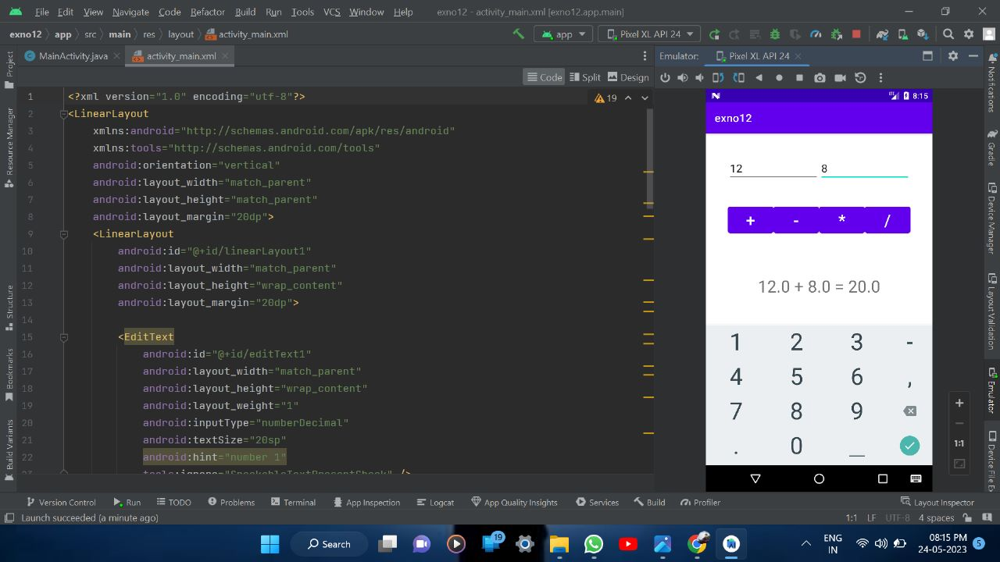 File Edit View Navigate Code Refactor Build Run Tools VCS Window Help exno12 - activity_main.xml [exno12.app.main]
exno12 app src main res layout activity_main.xml app Pixel XL API 24
MainActivity.java activity_main.xml Emulator: Pixel XL API 24
Code Split Design
Project
Resource Manager
Structure
Bookmarks
Build Variants
1 <?xml version="1.0" encoding="utf-8"?> 19
2 <LinearLayout
3 xmlns:android="http://schemas.android.com/apk/res/android"
4 xmlns:tools="http://schemas.android.com/tools"
5 android:orientation="vertical"
6 android:layout_width="match_parent"
7 android:layout_height="match_parent"
8 android:layout_margin="20dp">
9 <LinearLayout
10 android:id="@+id/linearLayout1"
11 android:layout_width="match_parent"
12 android:layout_height="wrap_content"
13 android:layout_margin="20dp">
14
15 <EditText
16 android:id="@+id/editText1"
17 android:layout_width="match_parent"
18 android:layout_height="wrap_content"
19 android:layout_weight="1"
20 android:inputType="numberDecimal"
21 android:textSize="20sp"
22 android:hint="number 1"
23 tools:ignore="SpeakableTextPresentCheck" />
8:15
exno12
12 8
+ - * /
12.0 + 8.0 = 20.0
1 2 3 -
4 5 6 ,
7 8 9
. 0 _
+
-
1:1
Notifications
Gradle
Device Manager
Layout Validation
Emulator
Device File Ex
Version Control Run TODO Problems Terminal App Inspection Logcat App Quality Insights Services Build Profiler Layout Inspector
Launch succeeded (a minute ago) 1:1 LF UTF-8 4 spaces
Search 19 ENG IN 08:15 PM 24-05-2023 5